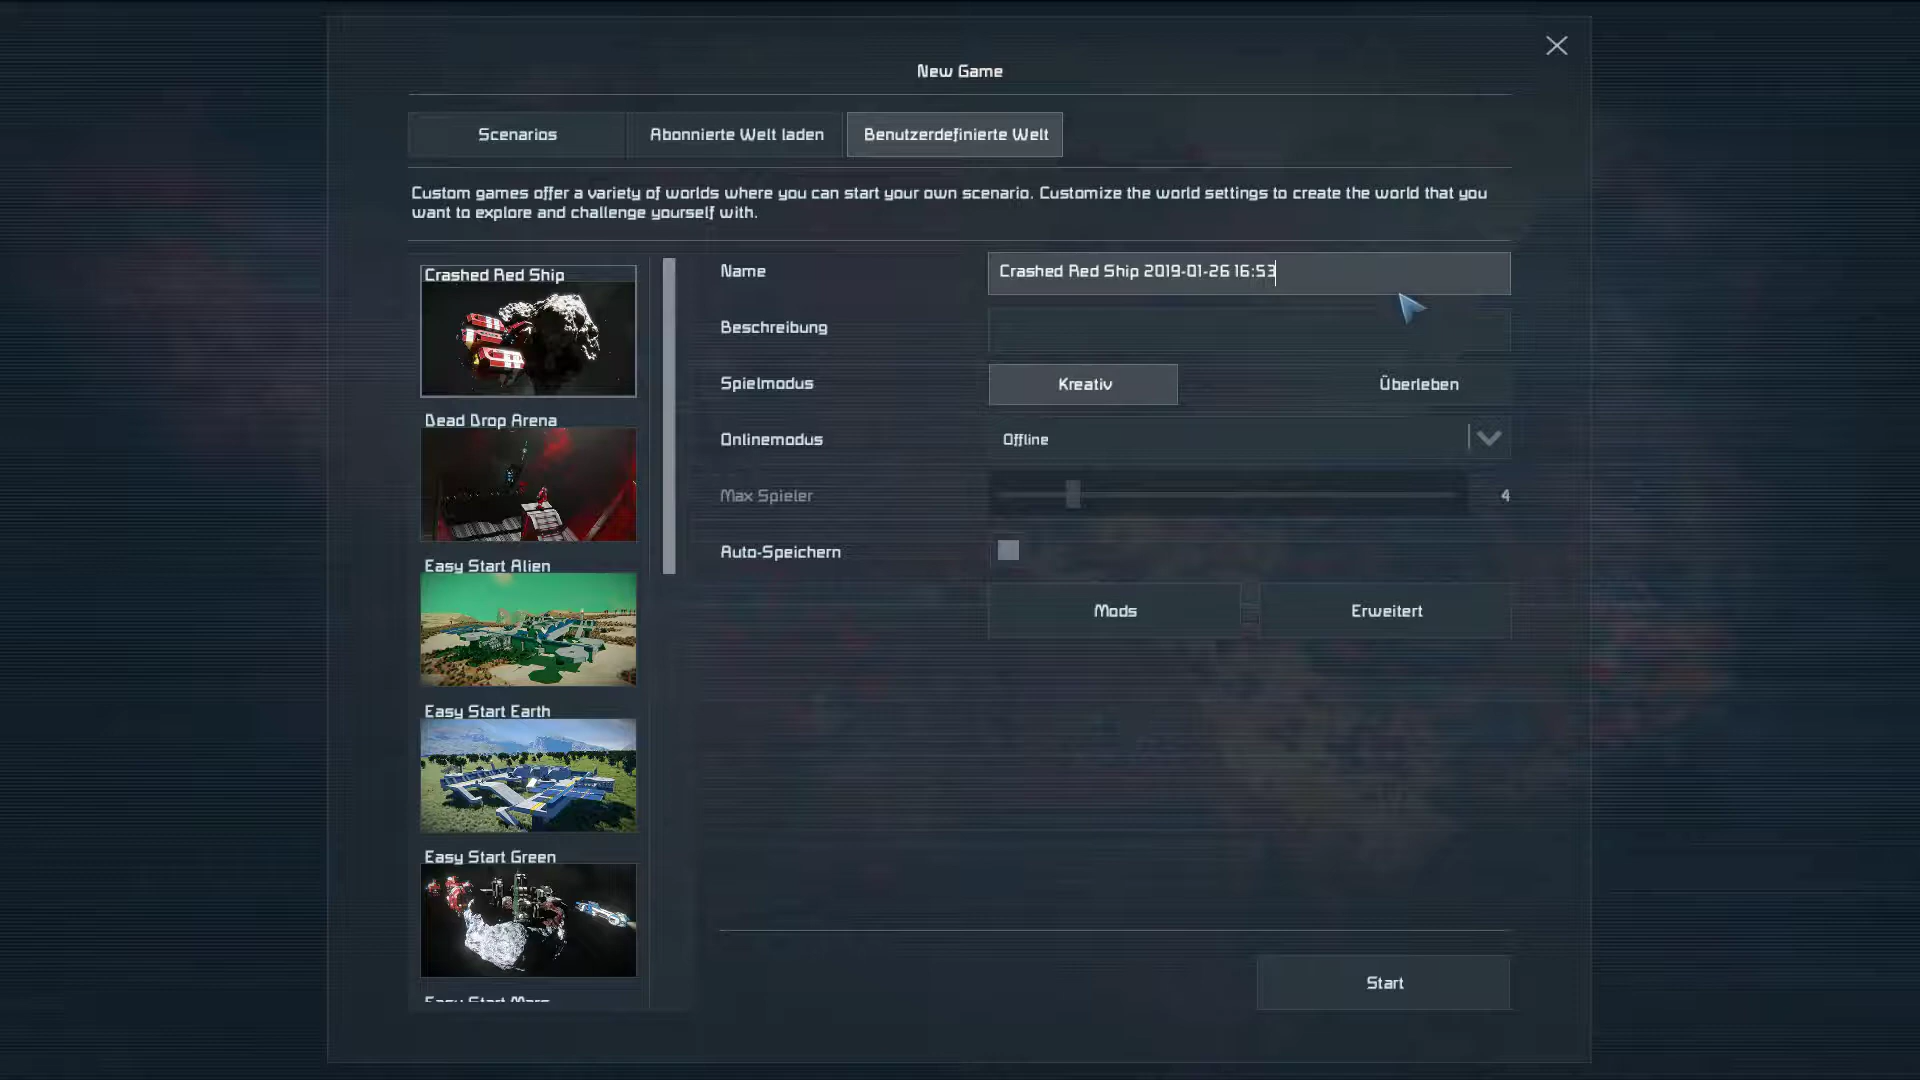 New Game
Scenarios
Abonnierte Welt laden
Benutzerdefinierte Welt
Custom games offer a variety of worlds where you can start your own scenario. Customize the world settings to create the world that you
want to explore and challenge yourself with.
Crashed Red Ship
Dead Drop Arena
Easy Start Alien
Easy Start Earth
Easy Start Green
Easy Start Mars
Name
Crashed Red Ship 2019-01-26 16:53
Beschreibung
Spielmodus
Kreativ
Überleben
Onlinemodus
Offline
Max Spieler
4
Auto-Speichern
Mods
Erweitert
Start